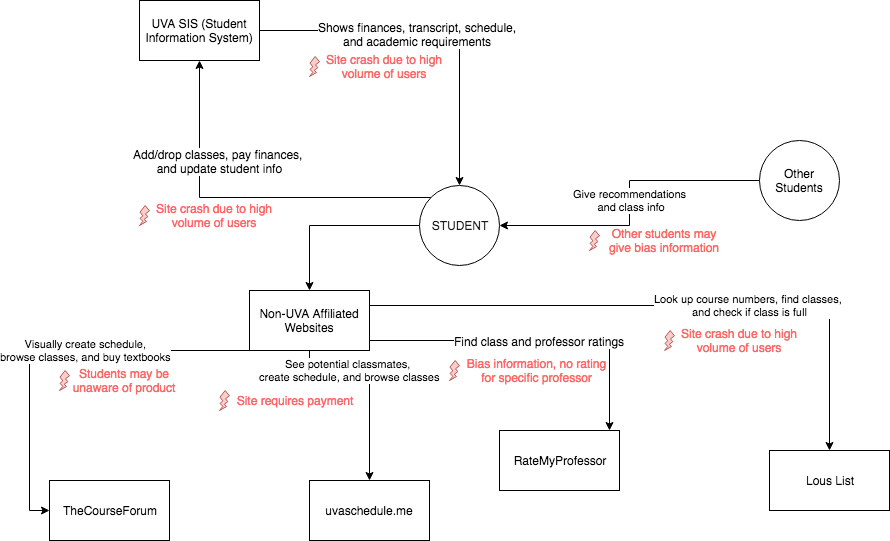 UVA SIS (Student
Information System)
Shows finances, transcript, schedule,
and academic requirements
Site crash due to high
volume of users
Add/drop classes, pay finances,
and update student info
Site crash due to high
volume of users
Other
Students
Give recommendations
and class info
Other students may
give bias information
STUDENT
Non-UVA Affiliated
Websites
Look up course numbers, find classes,
and check if class is full
Site crash due to high
volume of users
Visually create schedule,
browse classes, and buy textbooks
Students may be
unaware of product
See potential classmates,
create schedule, and browse classes
Site requires payment
Find class and professor ratings
Bias information, no rating
for specific professor
TheCourseForum
uvaschedule.me
RateMyProfessor
Lous List